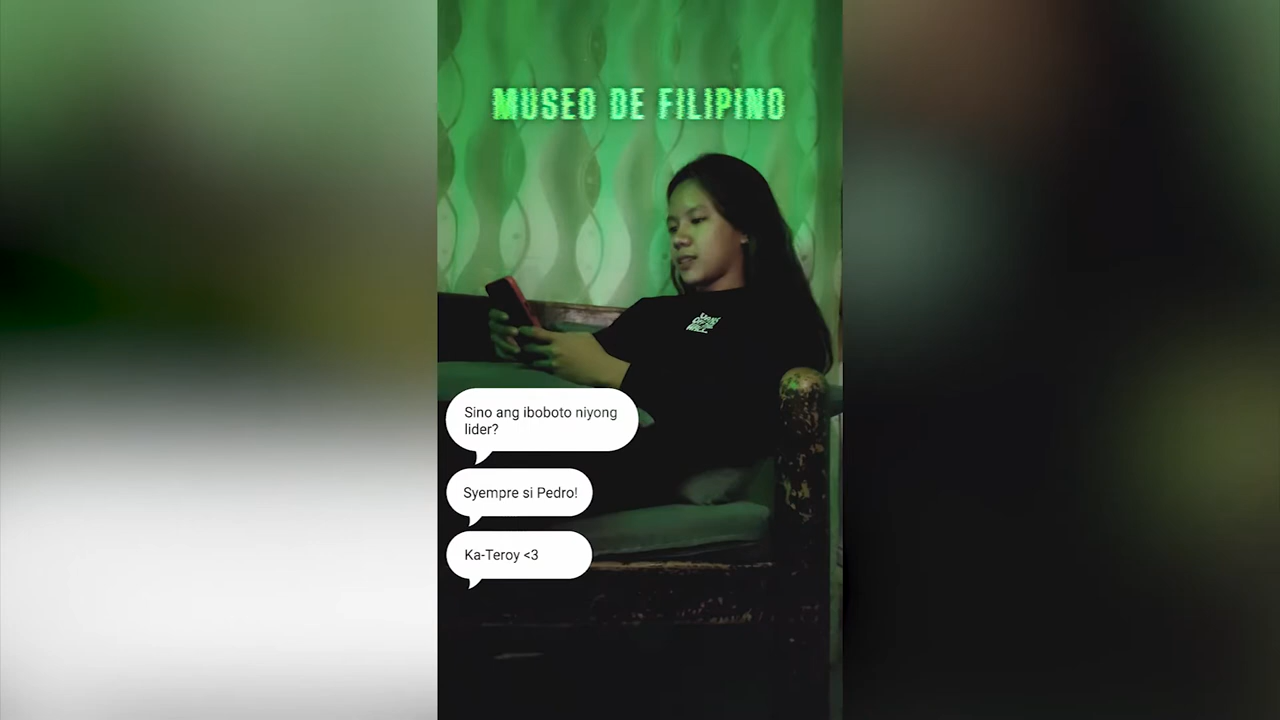 MUSEO DE FILIPINO
Sino ang iboboto niyong
lider?
Syempre si Pedro!
Ka-Teroy <3